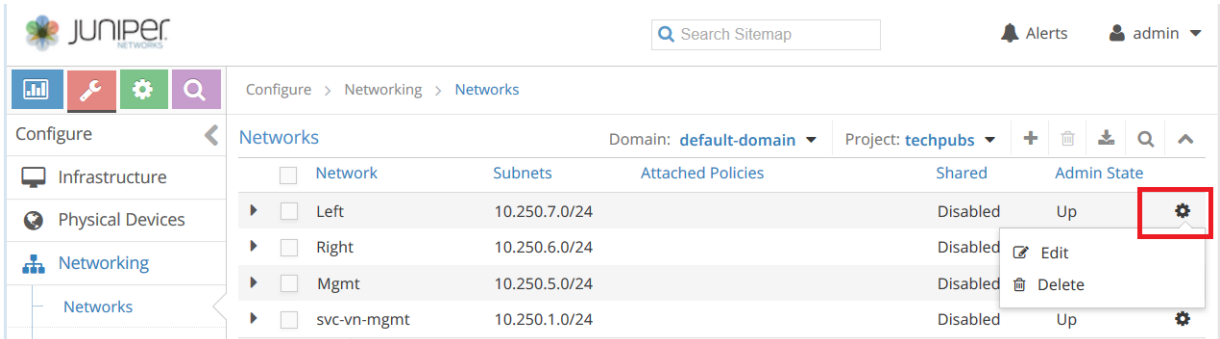 JUNIPER
NETWORKS
Search Sitemap
Alerts
admin
Configure > Networking > Networks
Configure
Networks
Domain: default-domain
Project: techpubs
Network Subnets Attached Policies Shared Admin State
Infrastructure
Left 10.250.7.0/24 Disabled Up
Physical Devices
Right 10.250.6.0/24 Disabled
Edit
Networking
Mgmt 10.250.5.0/24 Disabled
Delete
Networks
svc-vn-mgmt 10.250.1.0/24 Disabled Up